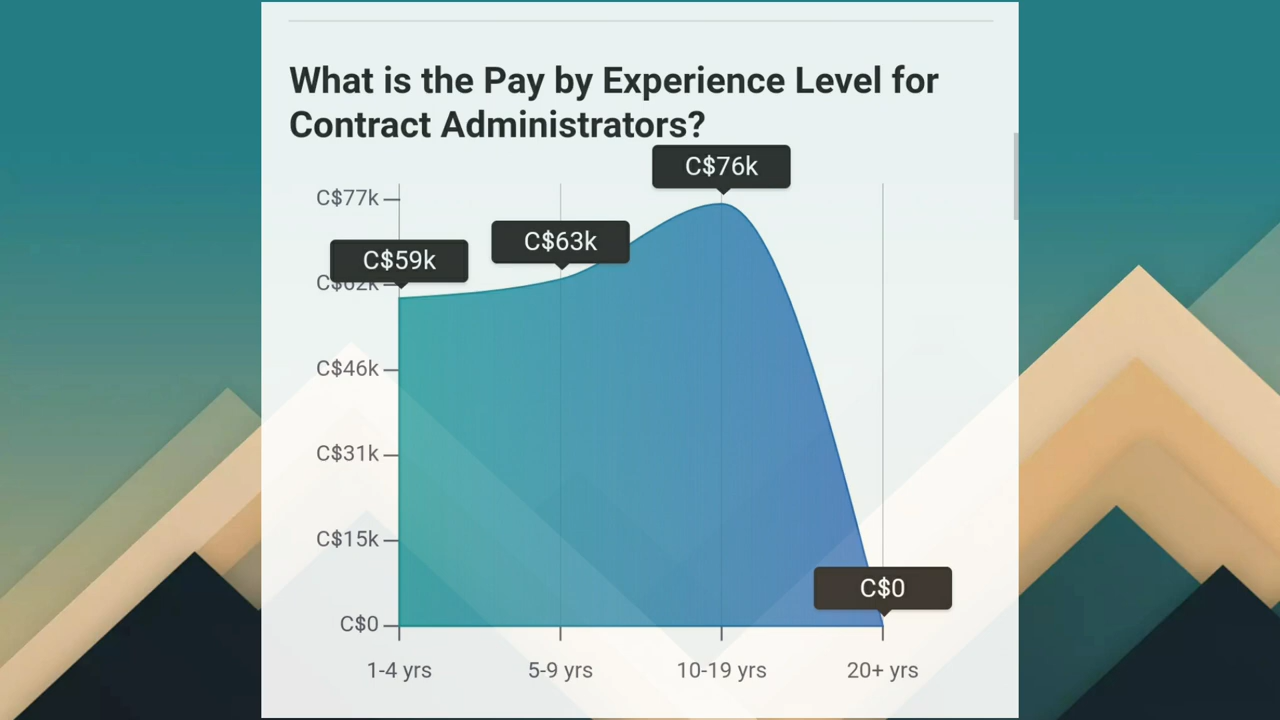 What is the Pay by Experience Level for
Contract Administrators?
C$76k
C$77k
C$63k
C$59k
C$62k
C$46k
C$31k
C$15k
C$0
C$0
1-4 yrs 5-9 yrs 10-19 yrs 20+ yrs